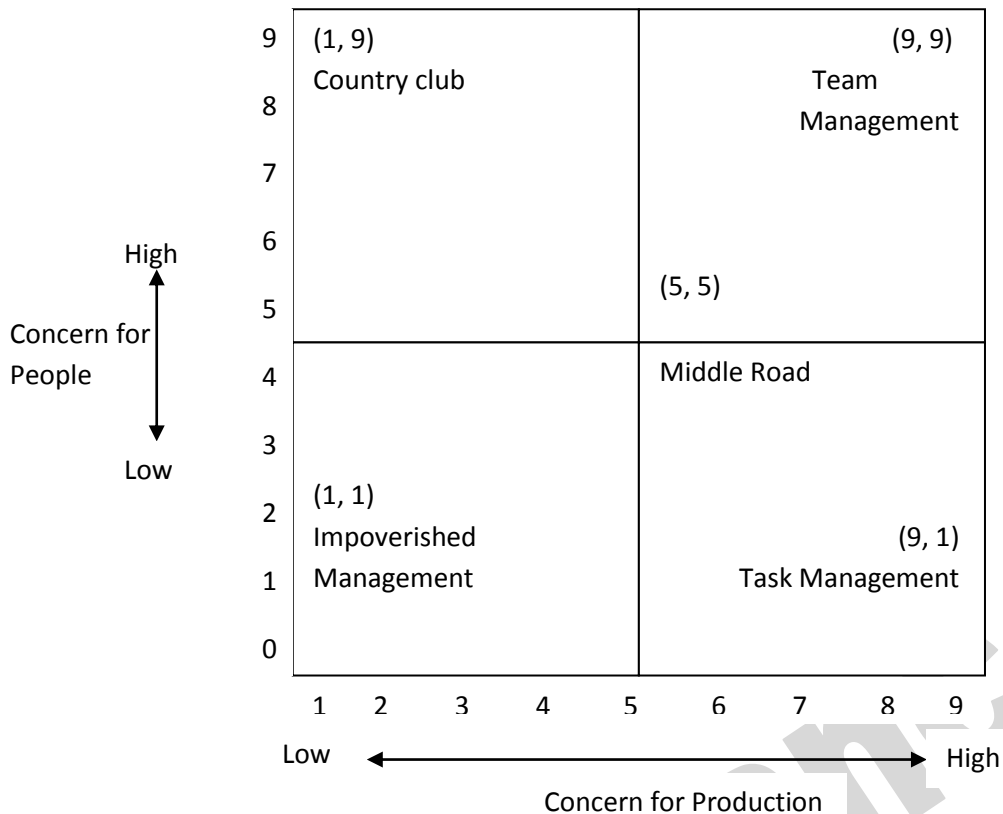 9
(1, 9)
(9, 9)
Country club
Team
8
Management
7
6
High
(5, 5)
5
Concern for
People
4
Middle Road
3
Low
(1, 1)
2
Impoverished
(9, 1)
Management
1
Task Management
0
1 2 3 4 5 6 7 8 9
Low
High
Concern for Production